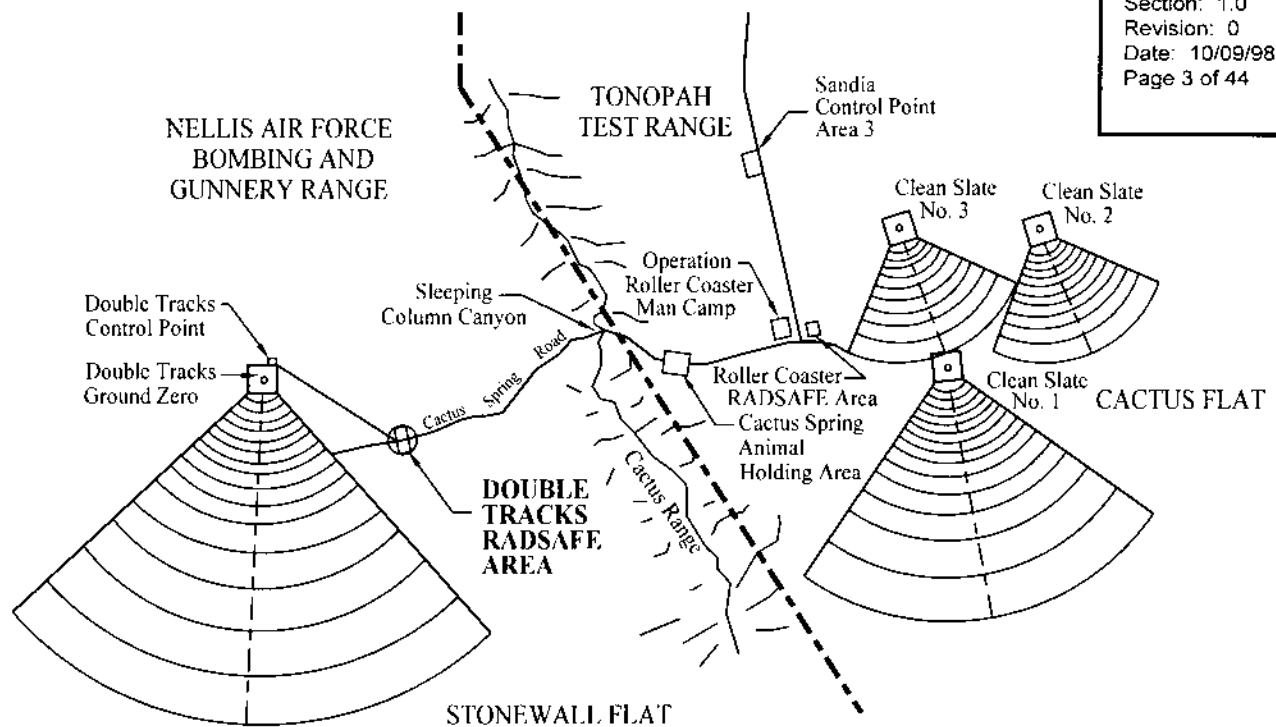 Section: 1.0
Revision: 0
Date: 10/09/98
Page 3 of 44
NELLIS AIR FORCE
BOMBING AND
GUNNERY RANGE
TONOPAH
TEST RANGE
Sandia
Control Point
Area 3
Clean Slate
No. 3
Clean Slate
No. 2
Double Tracks
Control Point
Double Tracks
Ground Zero
Sleeping
Column Canyon
Operation
Roller Coaster
Man Camp
Cactus Spring Road
Roller Coaster
RADSAFE Area
Cactus Spring
Animal
Holding Area
Clean Slate
No. 1
CACTUS FLAT
DOUBLE
TRACKS
RADSAFE
AREA
Cactus Range
STONEWALL FLAT